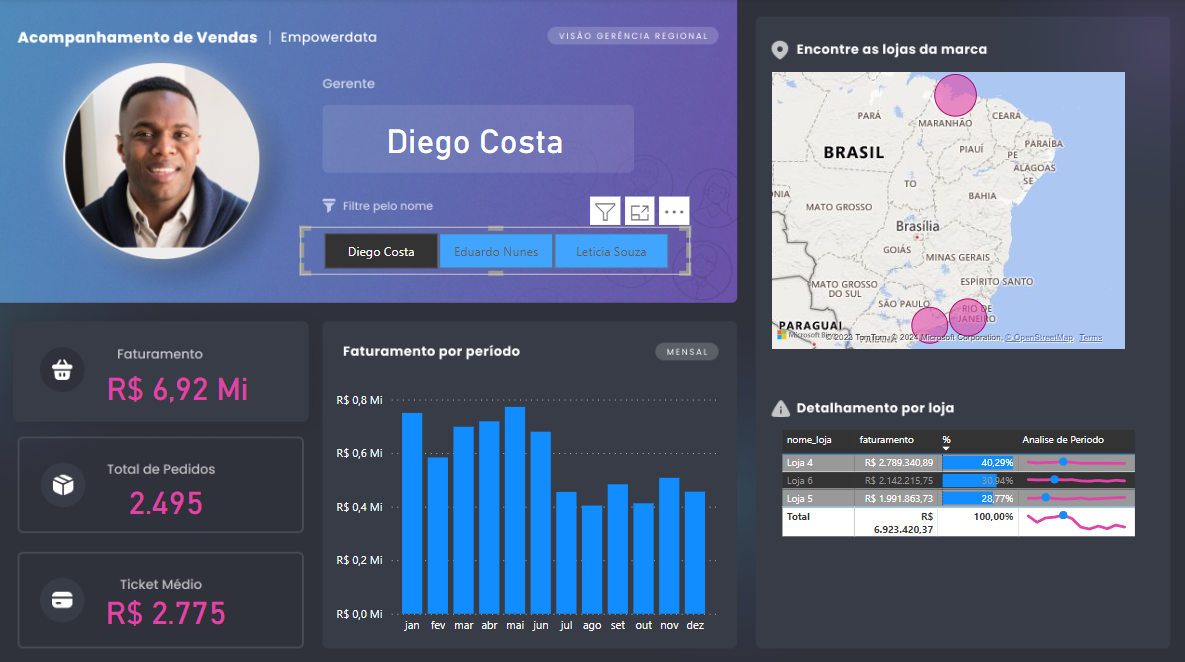 Acompanhamento de Vendas | Empowerdata
VISÃO GERÊNCIA REGIONAL
Gerente
Diego Costa
Filtre pelo nome
Diego Costa
Eduardo Nunes
Leticia Souza
Faturamento
R$ 6,92 Mi
Total de Pedidos
2.495
Ticket Médio
R$ 2.775
Faturamento por período
MENSAL
R$ 0,8 Mi
R$ 0,6 Mi
R$ 0,4 Mi
R$ 0,2 Mi
R$ 0,0 Mi
jan fev mar abr mai jun jul ago set out nov dez
Encontre as lojas da marca
PARÁ
MARANHÃO
CEARÁ
BRASIL
PIAUÍ
PARAÍBA
PE
ALAGOAS
SE
TO
NIA
BAHIA
MATO GROSSO
Brasília
GOIÁS
MINAS GERAIS
MATO GROSSO
DO SUL
ESPÍRITO SANTO
SÃO PAULO
RIO DE
JANEIRO
PARAGUAI
Microsoft Bing
© 2023 TomTom, © 2024 Microsoft Corporation, © OpenStreetMap Terms
Detalhamento por loja
nome_loja faturamento % Analise de Periodo
Loja 4 R$ 2.789.340,89 40,29%
Loja 6 R$ 2.142.215,75 30,94%
Loja 5 R$ 1.991.863,73 28,77%
Total R$ 100,00%
6.923.420,37